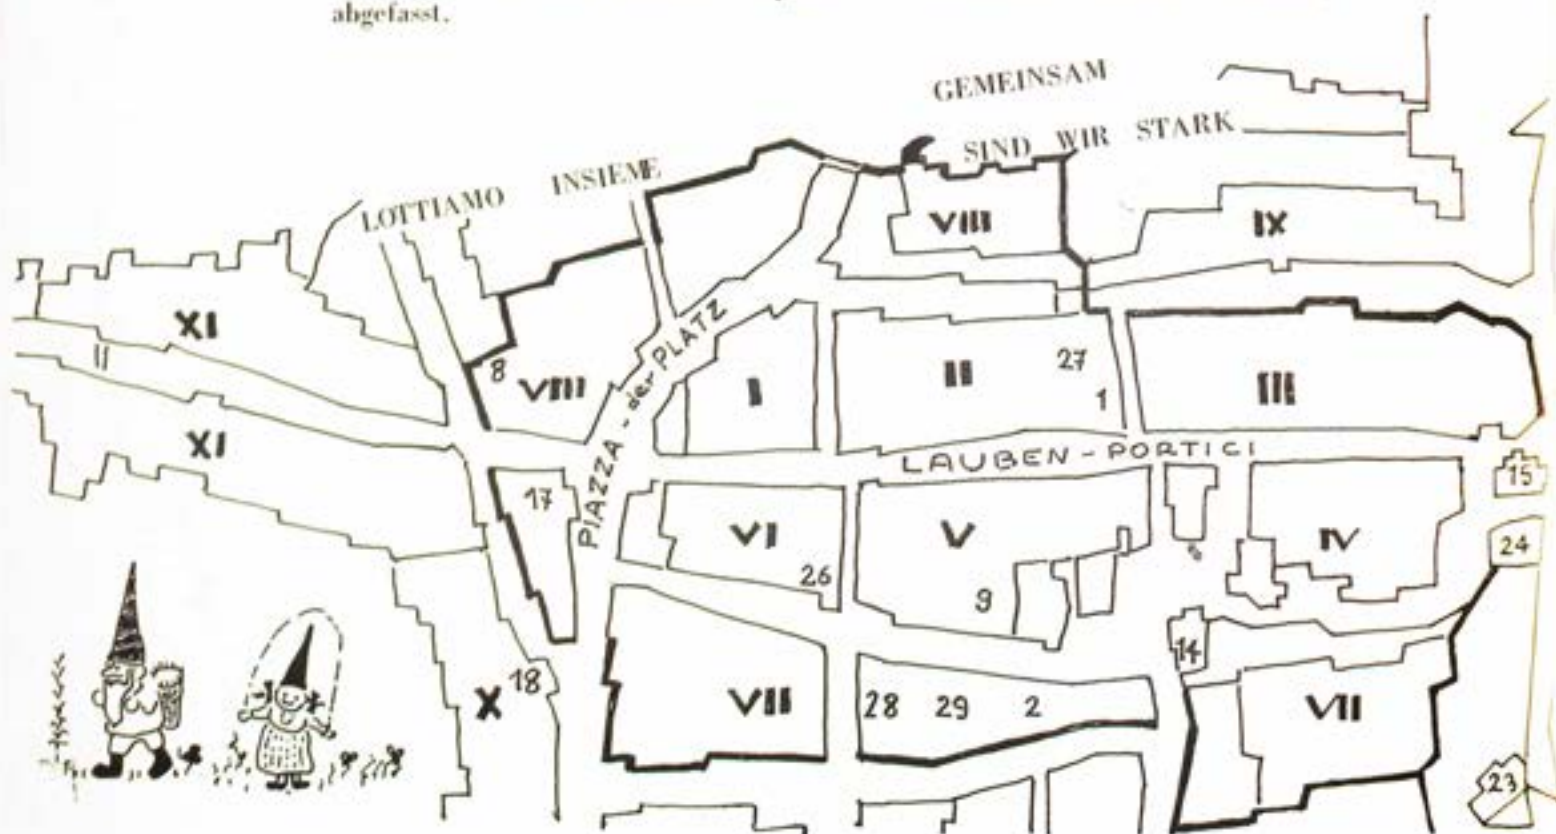 abgefasst.
GEMEINSAM
SIND WIR STARK
LOTTIAMO INSIEME
VIII
IX
XI
PIAZZA - der PLATZ
8
VIII
I
II
27
1
III
XI
LAUBEN - PORTICI
15
17
VI
26
V
9
IV
24
14
X
18
VII
28 29 2
VII
23